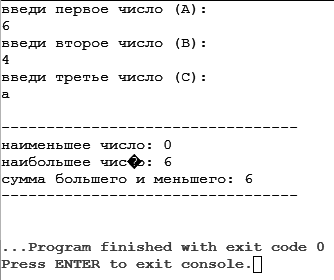 введи первое число (A):
6
введи второе число (B):
4
введи третье число (C):
a
--------------------------------
наименьшее число: 0
наибольшее чис�о: 6
сумма большего и меньшего: 6
--------------------------------
...Program finished with exit code 0
Press ENTER to exit console.